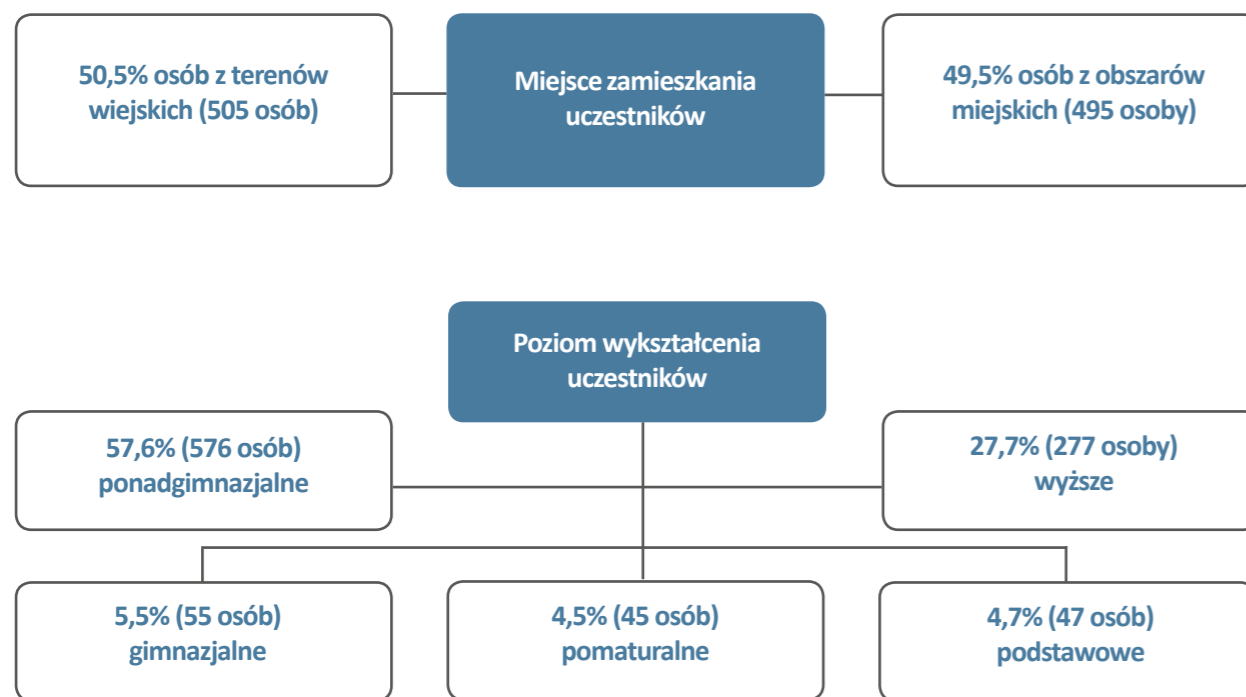 50,5% osób z terenów
wiejskich (505 osób)
Miejsce zamieszkania
uczestników
49,5% osób z obszarów
miejskich (495 osoby)
Poziom wykształcenia
uczestników
57,6% (576 osób)
ponadgimnazjalne
27,7% (277 osoby)
wyższe
5,5% (55 osób)
gimnazjalne
4,5% (45 osób)
pomaturalne
4,7% (47 osób)
podstawowe